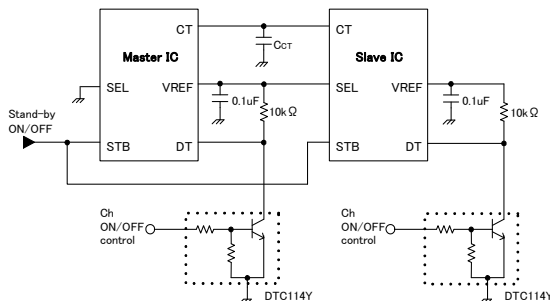 CT
CT
CCT
Master IC
Slave IC
SEL
VREF
SEL
VREF
0.1uF
10kΩ
0.1uF
10kΩ
Stand-by
ON/OFF
STB
DT
STB
DT
Ch
ON/OFF
control
DTC114Y
Ch
ON/OFF
control
DTC114Y